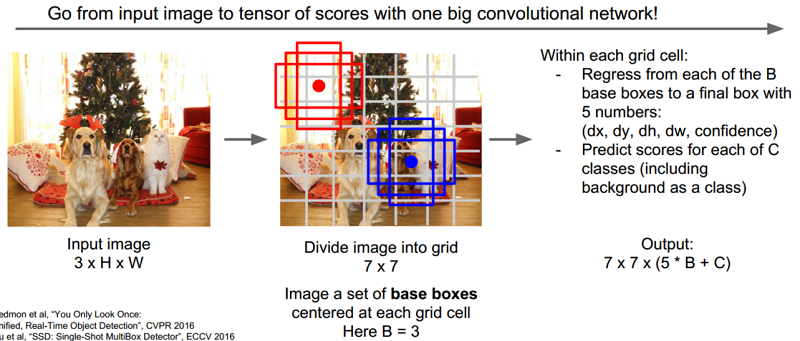 Go from input image to tensor of scores with one big convolutional network!
Input image
3 x H x W
Divide image into grid
7 x 7
Image a set of base boxes
centered at each grid cell
Here B = 3
Within each grid cell:
- Regress from each of the B
base boxes to a final box with
5 numbers:
(dx, dy, dh, dw, confidence)
- Predict scores for each of C
classes (including
background as a class)
Output:
7 x 7 x (5 * B + C)
edmon et al, “You Only Look Once:
nified, Real-Time Object Detection”, CVPR 2016
u et al, “SSD: Single-Shot MultiBox Detector”, ECCV 2016